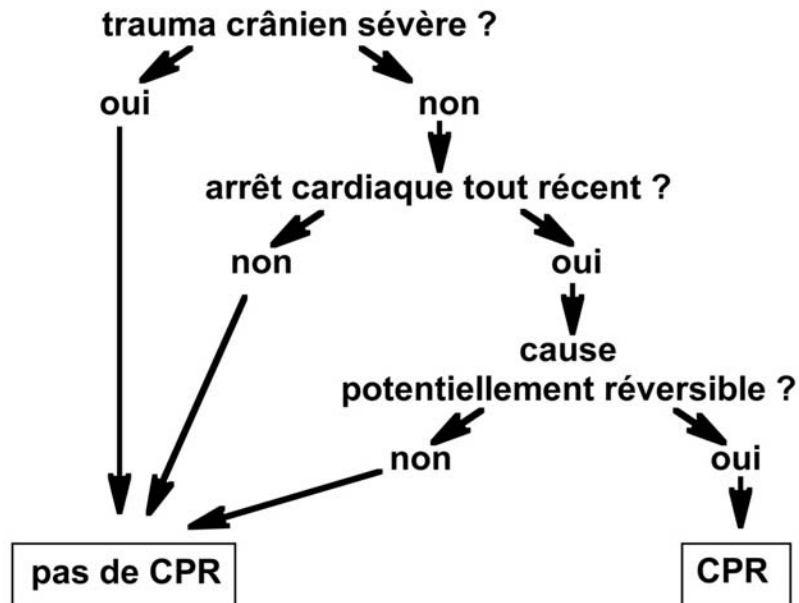 trauma crânien sévère ?
oui
non
arrêt cardiaque tout récent ?
non
oui
cause
potentiellement réversible ?
non
oui
pas de CPR
CPR